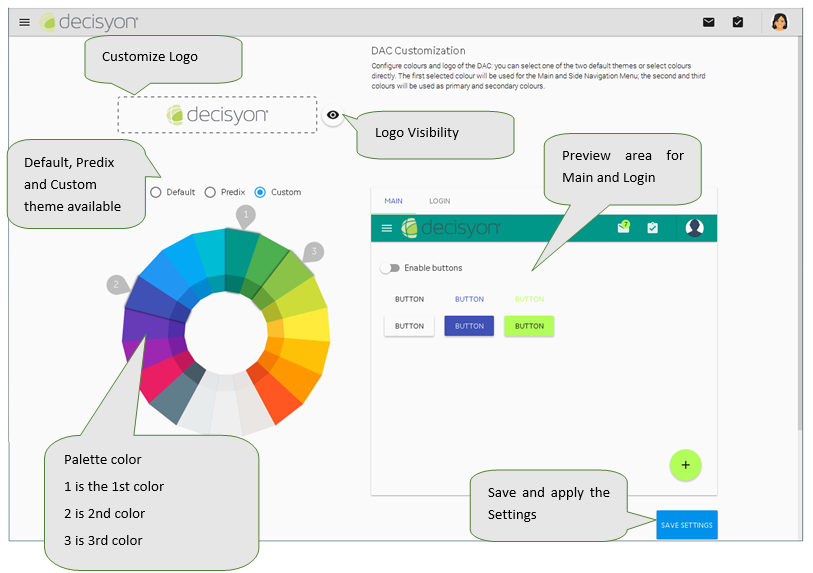 decisyon
Customize Logo
DAC Customization
Configure colours and logo of the DAC: you can select one of the two default themes or select colours
directly. The first selected colour will be used for the Main and Side Navigation Menu; the second and third
colours will be used as primary and secondary colours.
decisyon
Logo Visibility
Default, Predix
and Custom
theme available
Preview area for
Main and Login
Default Predix Custom
MAIN LOGIN
1
decisyon
7
3
2
Enable buttons
BUTTON BUTTON BUTTON
BUTTON BUTTON BUTTON
Palette color
1 is the 1st color
2 is 2nd color
3 is 3rd color
+
Save and apply the
Settings
SAVE SETTINGS